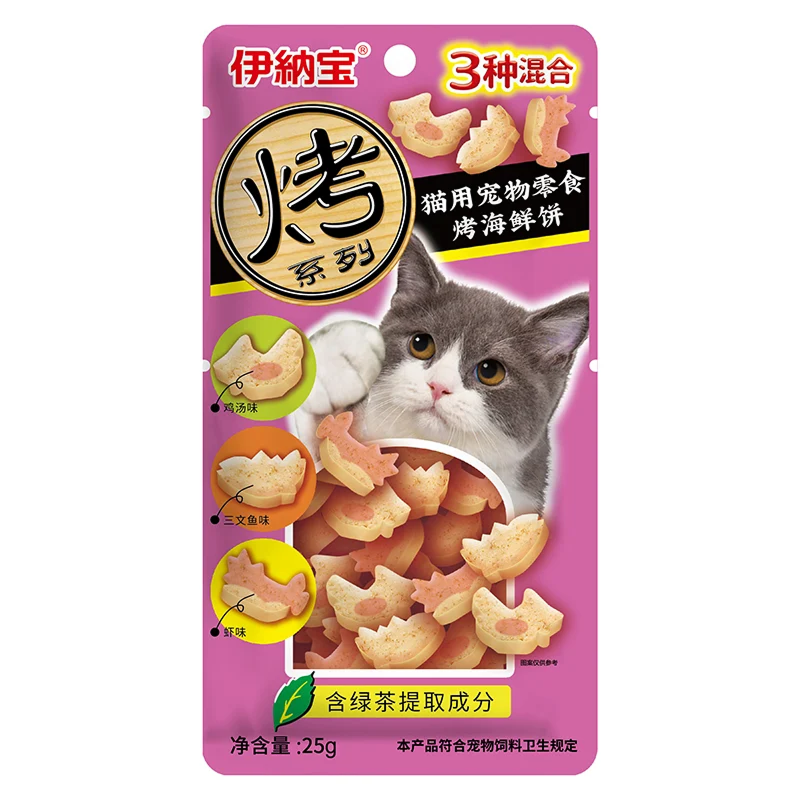 伊納宝®
3种混合
烤
系列
猫用宠物零食
烤海鲜饼
鸡汤味
三文鱼味
虾味
图案仅供参考
含绿茶提取成分
净含量:25g
本产品符合宠物饲料卫生规定